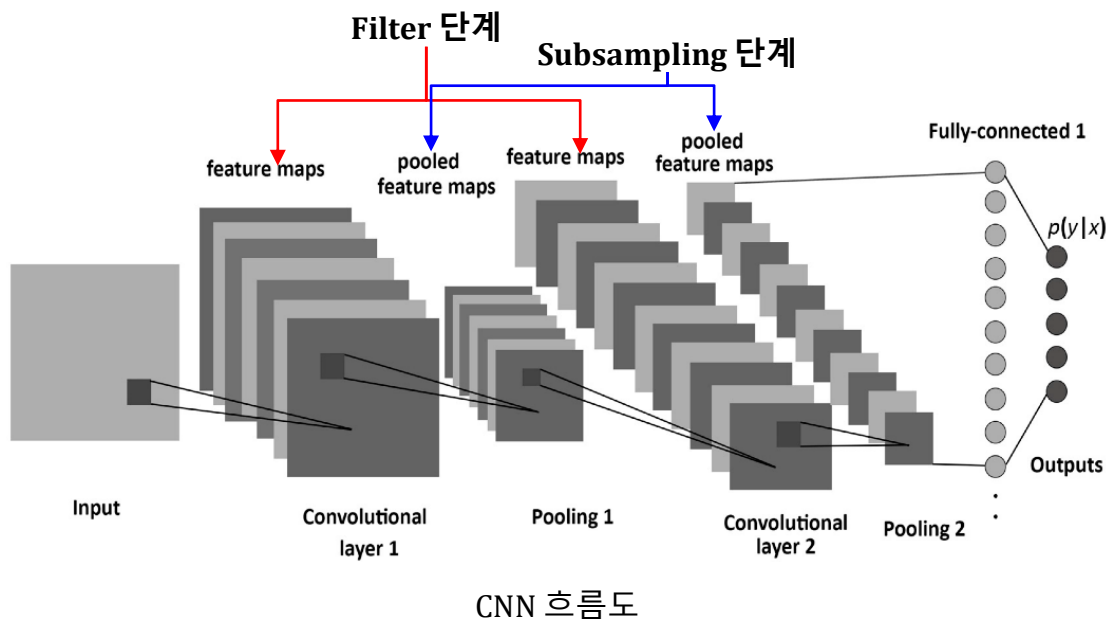 Filter 단계
Subsampling 단계
feature maps
pooled
feature maps
feature maps
pooled
feature maps
Fully-connected 1
p(y|x)
Input
Convolutional
layer 1
Pooling 1
Convolutional
layer 2
Pooling 2
Outputs
CNN 흐름도